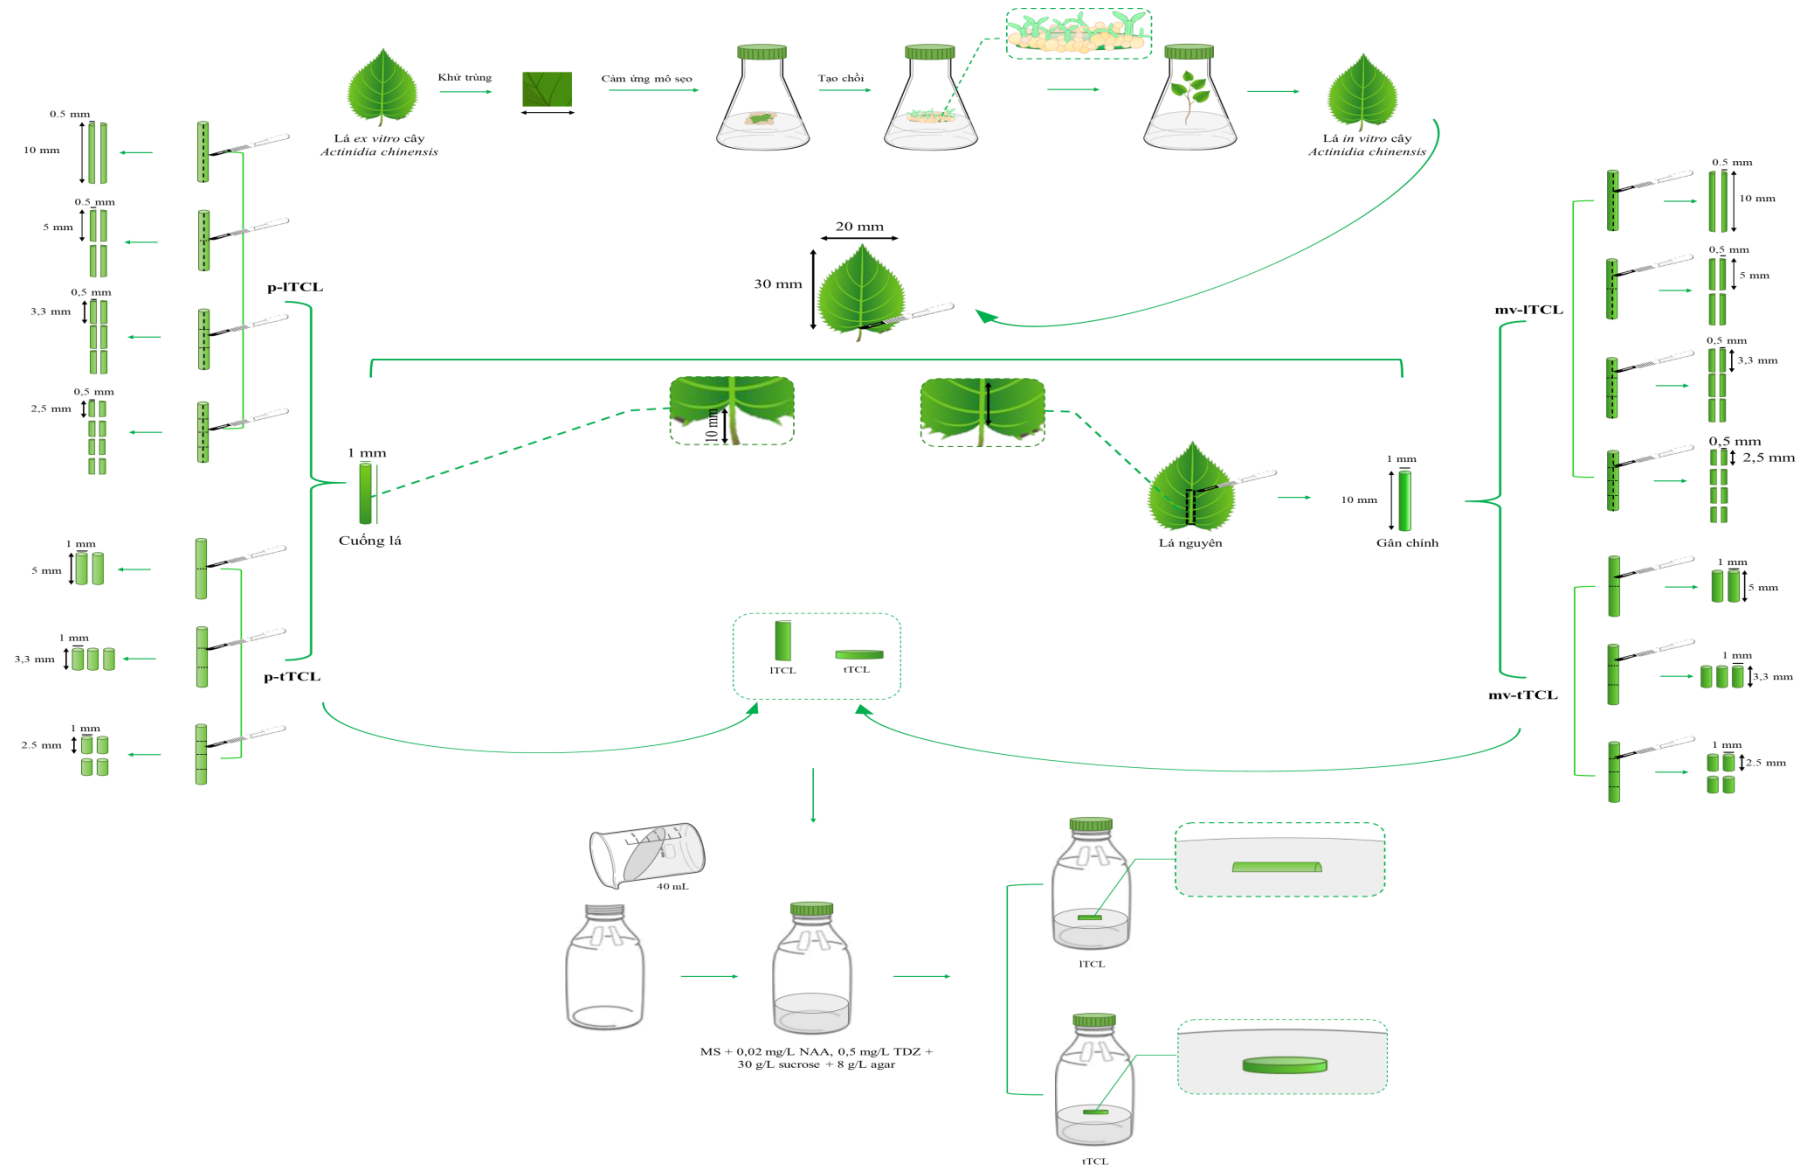 Khử trùng
Cảm ứng mô sẹo
Tạo chồi
Lá ex vitro cây
Actinidia chinensis
Lá in vitro cây
Actinidia chinensis
20 mm
30 mm
0.5 mm
10 mm
0.5 mm
5 mm
0,5 mm
3,3 mm
0,5 mm
2,5 mm
p-lTCL
1 mm
5 mm
1 mm
3,3 mm
1 mm
2.5 mm
p-tTCL
1 mm
Cuống lá
10 mm
Lá nguyên
1 mm
10 mm
Gân chính
mv-lTCL
0.5 mm
10 mm
0,5 mm
5 mm
0,5 mm
3,3 mm
0,5 mm
2,5 mm
mv-tTCL
1 mm
5 mm
1 mm
3,3 mm
1 mm
2.5 mm
lTCL
tTCL
40 mL
MS + 0,02 mg/L NAA, 0,5 mg/L TDZ +
30 g/L sucrose + 8 g/L agar
lTCL
tTCL